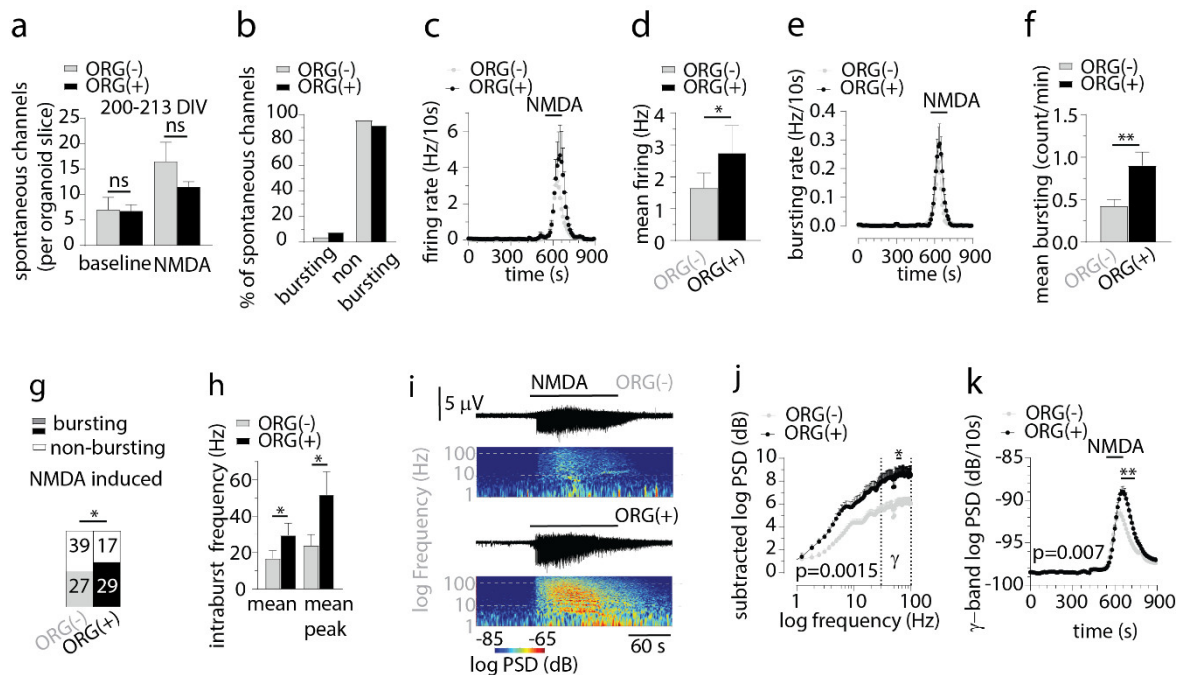 a
ORG(-)
ORG(+)
200-213 DIV
ns
ns
spontaneous channels
(per organoid slice)
25
20
15
10
5
0
baseline NMDA
b
ORG(-)
ORG(+)
% of spontaneous channels
100
80
60
40
20
0
bursting
non
bursting
c
ORG(-)
ORG(+)
NMDA
firing rate (Hz/10s)
6
4
2
0
0 300 600 900
time (s)
d
ORG(-)
ORG(+)
*
mean firing (Hz)
4
3
2
1
0
ORG(-)
ORG(+)
e
ORG(-)
ORG(+)
NMDA
bursting rate (Hz/10s)
0.4
0.3
0.2
0.1
0.0
0 300 600 900
time (s)
f
ORG(-)
ORG(+)
**
mean bursting (count/min)
1.5
1.0
0.5
0.0
ORG(-)
ORG(+)
g
bursting
non-bursting
NMDA induced
*
39 17
27 29
ORG(-)
ORG(+)
h
ORG(-)
ORG(+)
*
*
intraburst frequency (Hz)
80
60
40
20
0
mean mean
peak
i
5 μV
NMDA ORG(-)
100
10
1
ORG(+)
100
10
1
log Frequency (Hz)
-85 -65
log PSD (dB)
60 s
j
ORG(-)
ORG(+)
*
subtracted log PSD (dB)
10
8
6
4
2
0
p=0.0015
γ
1 10 100
log frequency (Hz)
k
ORG(-)
ORG(+)
NMDA
**
γ-band log PSD (dB/10s)
-85
-90
-95
-100
p=0.007
0 300 600 900
time (s)